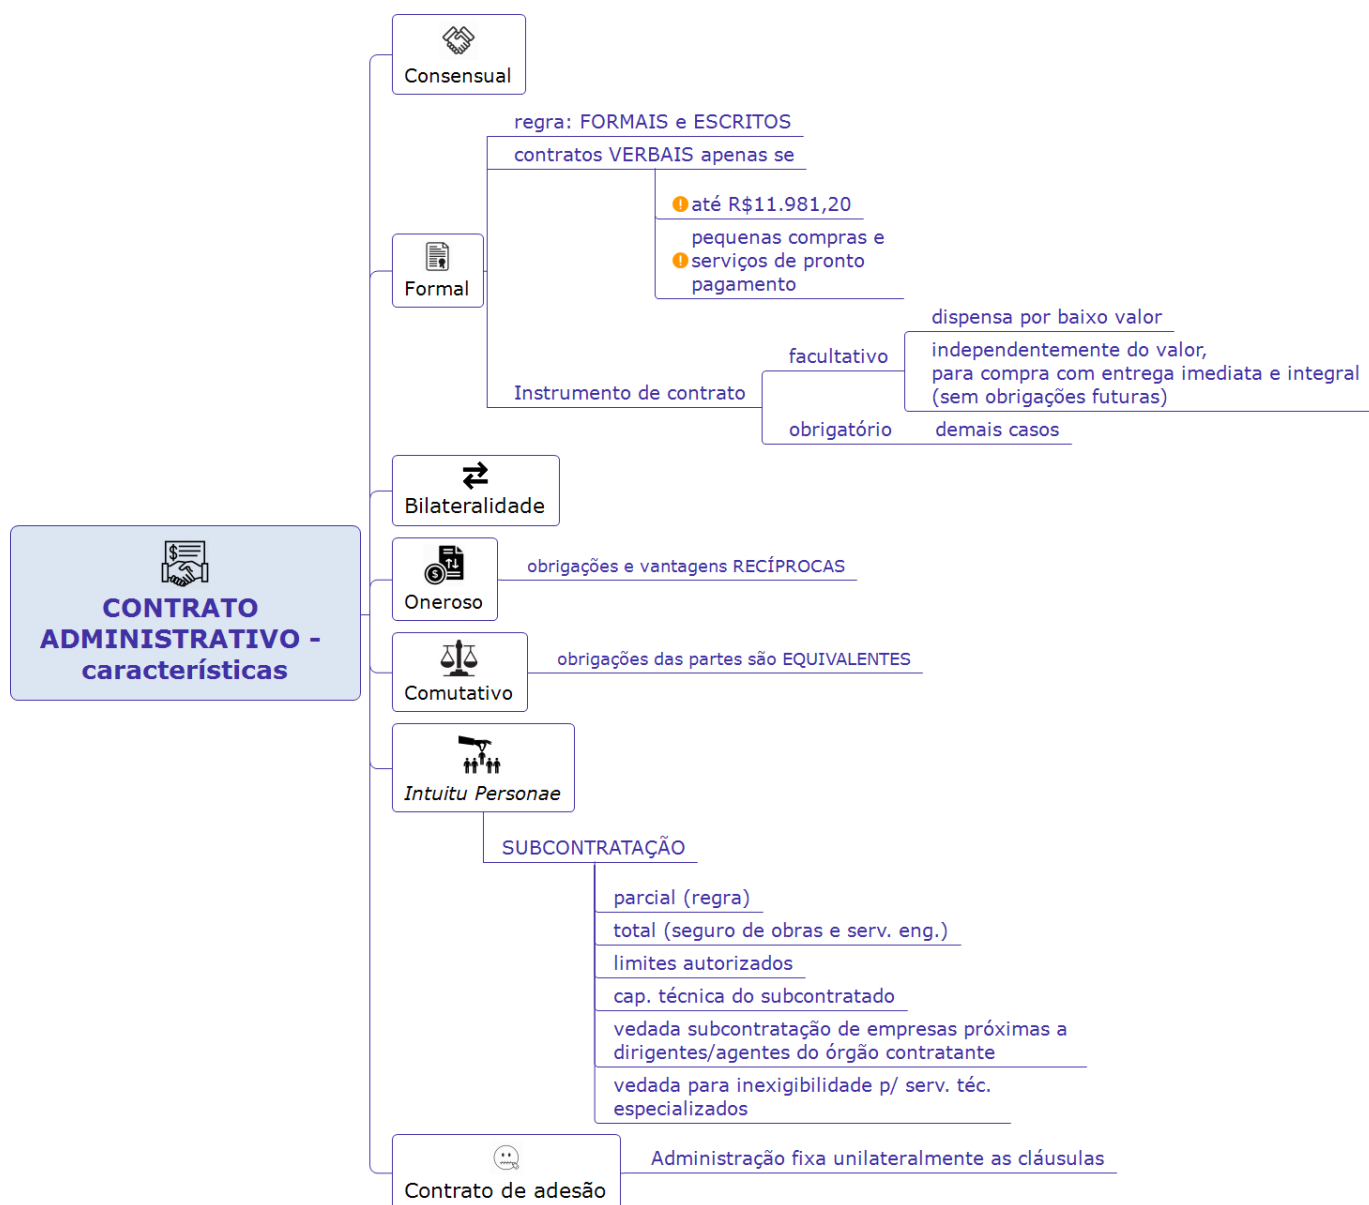 Consensual
regra: FORMAIS e ESCRITOS
contratos VERBAIS apenas se
até R$11.981,20
pequenas compras e
serviços de pronto
pagamento
Formal
dispensa por baixo valor
facultativo
independentemente do valor,
para compra com entrega imediata e integral
(sem obrigações futuras)
Instrumento de contrato
obrigatório
demais casos
Bilateralidade
Oneroso
obrigações e vantagens RECÍPROCAS
CONTRATO
ADMINISTRATIVO -
características
Comutativo
obrigações das partes são EQUIVALENTES
Intuitu Personae
SUBCONTRATAÇÃO
parcial (regra)
total (seguro de obras e serv. eng.)
limites autorizados
cap. técnica do subcontratado
vedada subcontratação de empresas próximas a
dirigentes/agentes do órgão contratante
vedada para inexigibilidade p/ serv. téc.
especializados
Contrato de adesão
Administração fixa unilateralmente as cláusulas